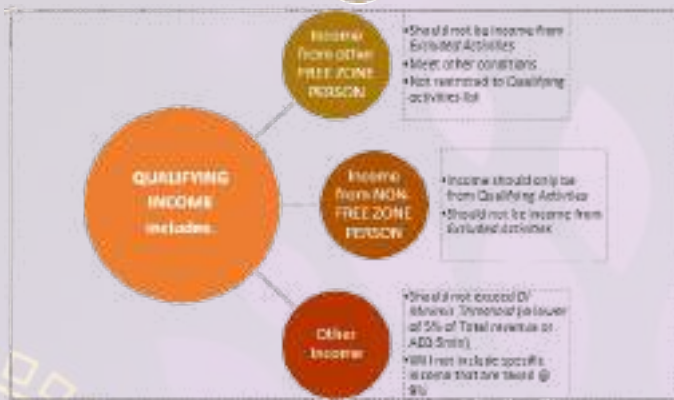 Income
from other
FREE ZONE
PERSON
•Should not be income from
Excluded Activities
•Meet other conditions
•Not restricted to Qualifying
activities list
QUALIFYING
INCOME
includes.
Income
from NON-
FREE ZONE
PERSON
•Income should only be
from Qualifying Activities
•Should not be income from
Excluded Activities
Other
Income
•Should not exceed
Minimis Threshold lower
of 5% of Total revenue or
AED 5mn
•Will not include specific
income that are taxed @
9%